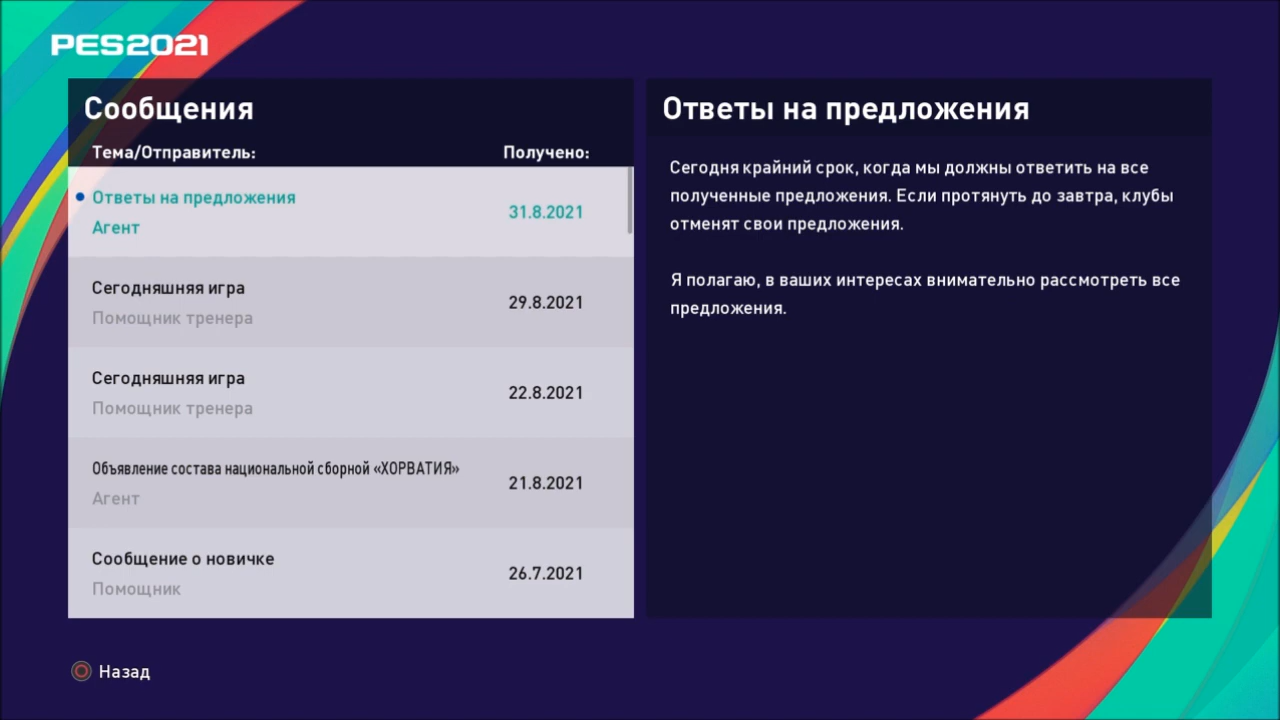 PES2021
Сообщения
Тема/Отправитель: Получено:
Ответы на предложения
Агент
31.8.2021
Сегодняшняя игра
Помощник тренера
29.8.2021
Сегодняшняя игра
Помощник тренера
22.8.2021
Объявление состава национальной сборной «ХОРВАТИЯ»
Агент
21.8.2021
Сообщение о новичке
Помощник
26.7.2021
Ответы на предложения
Сегодня крайний срок, когда мы должны ответить на все
полученные предложения. Если протянуть до завтра, клубы
отменят свои предложения.
Я полагаю, в ваших интересах внимательно рассмотреть все
предложения.
Назад